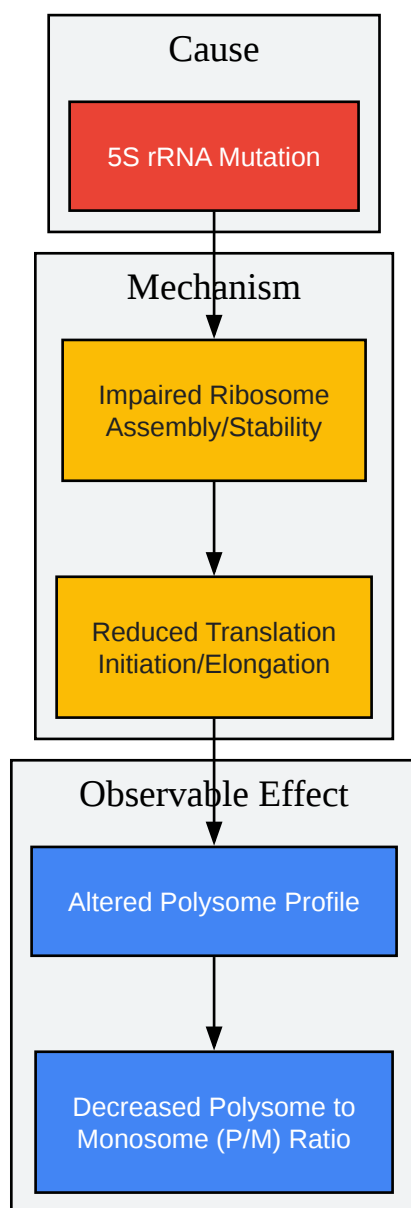 Cause
5S rRNA Mutation
Mechanism
Impaired Ribosome
Assembly/Stability
Reduced Translation
Initiation/Elongation
Observable Effect
Altered Polysome Profile
Decreased Polysome to
Monosome (P/M) Ratio